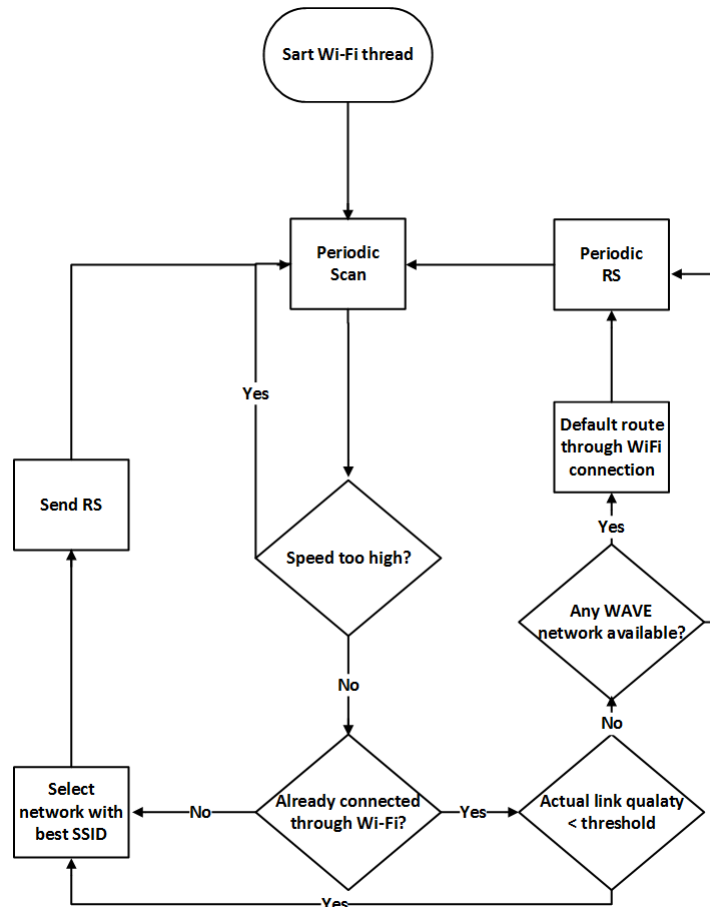 Sart Wi-Fi thread
Periodic
Scan
Periodic
RS
Yes
Default route
through WiFi
connection
Send RS
Yes
Speed too high?
Any WAVE
network available?
No
No
Select
network with
best SSID
No
Already connected
through Wi-Fi?
Yes
Actual link qualaty
< threshold
Yes